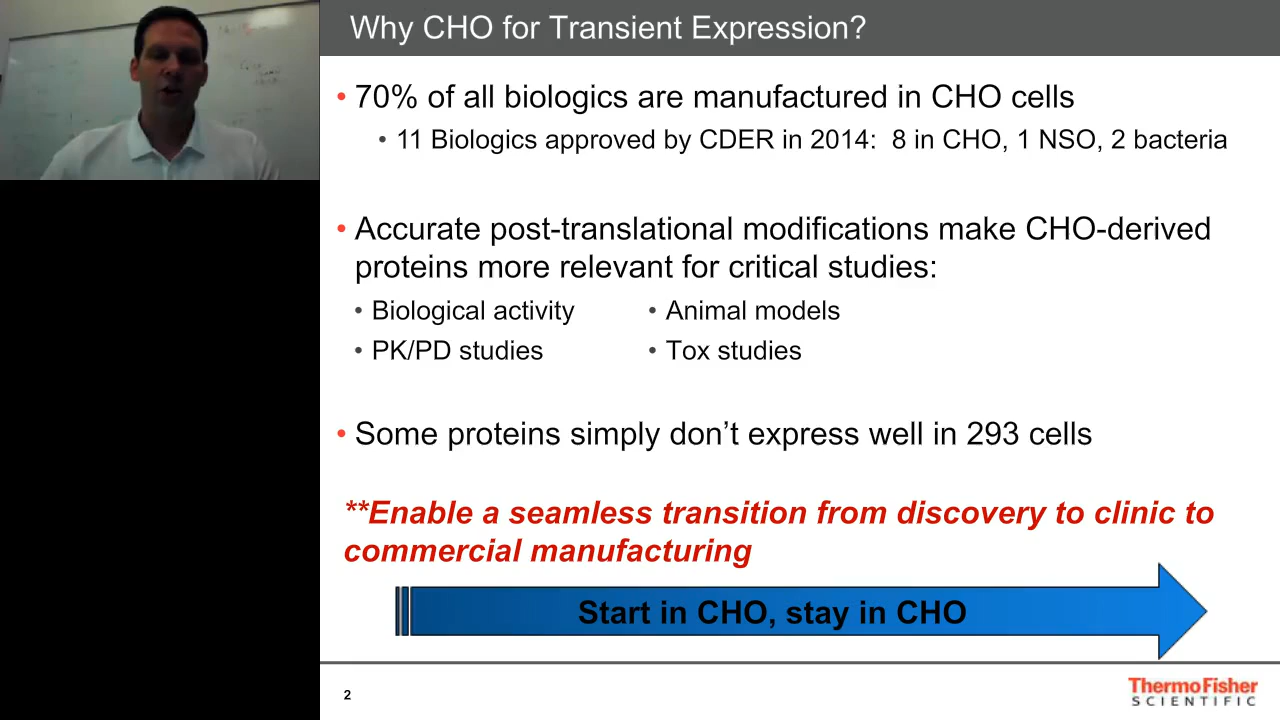 Why CHO for Transient Expression?
• 70% of all biologics are manufactured in CHO cells
• 11 Biologics approved by CDER in 2014: 8 in CHO, 1 NSO, 2 bacteria
• Accurate post-translational modifications make CHO-derived
proteins more relevant for critical studies:
• Biological activity • Animal models
• PK/PD studies • Tox studies
• Some proteins simply don’t express well in 293 cells
**Enable a seamless transition from discovery to clinic to
commercial manufacturing
Start in CHO, stay in CHO
2
ThermoFisher
SCIENTIFIC